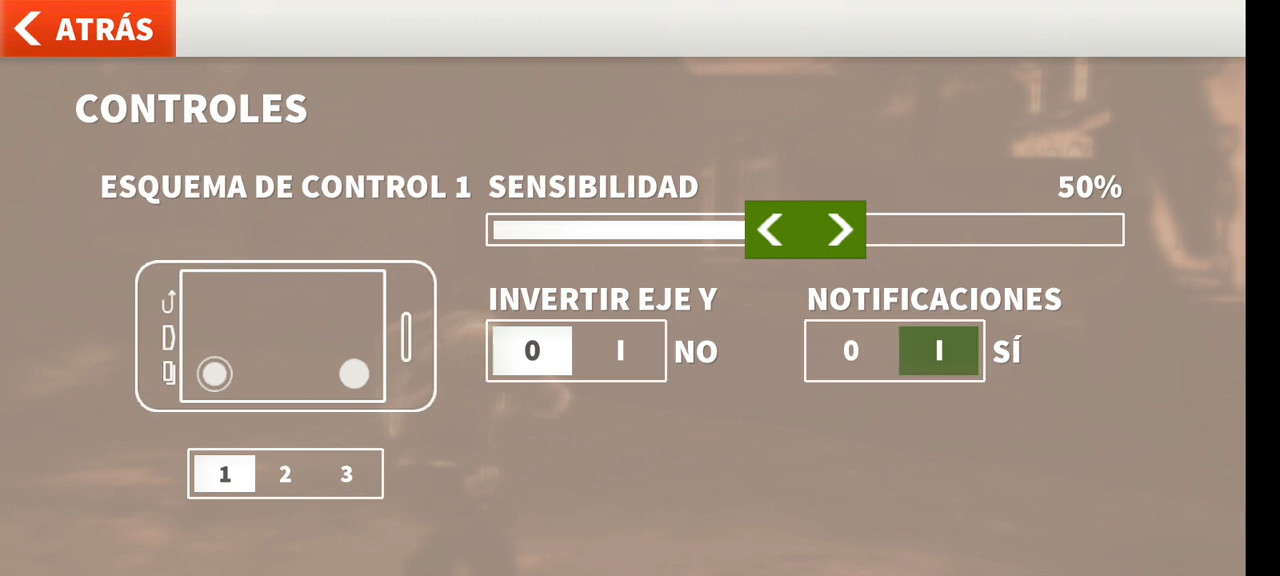 ATRÁS
CONTROLES
ESQUEMA DE CONTROL 1
SENSIBILIDAD 50%
INVERTIR EJE Y
0 I NO
NOTIFICACIONES
0 I SÍ
1 2 3